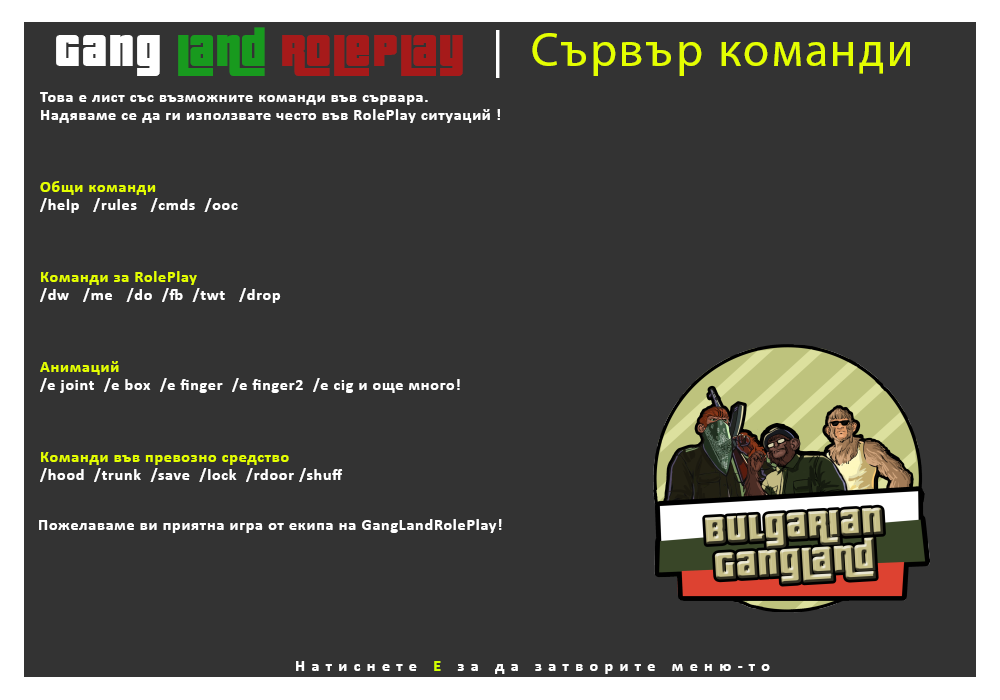 Gang Land RolePlay | Сървър команди
Това е лист със възможните команди във сървара.
Надяваме се да ги използвате често във RolePlay ситуаций !
Общи команди
/help /rules /cmds /ooc
Команди за RolePlay
/dw /me /do /fb /twt /drop
Анимаций
/e joint /e box /e finger /e finger2 /e cig и още много!
Команди във превозно средство
/hood /trunk /save /lock /rdoor /shuff
Пожелаваме ви приятна игра от екипа на GangLandRolePlay!
BULGARIAN
GANGLAND
Натиснете E за да затворите меню-то